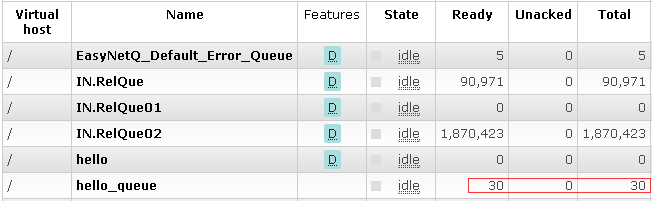 Virtual host Name Features State Ready Unacked Total
/ EasyNetQ_Default_Error_Queue D idle 5 0 5
/ IN.RelQue D idle 90,971 0 90,971
/ IN.RelQue01 D idle 0 0 0
/ IN.RelQue02 D idle 1,870,423 0 1,870,423
/ hello D idle 0 0 0
/ hello_queue idle 30 0 30